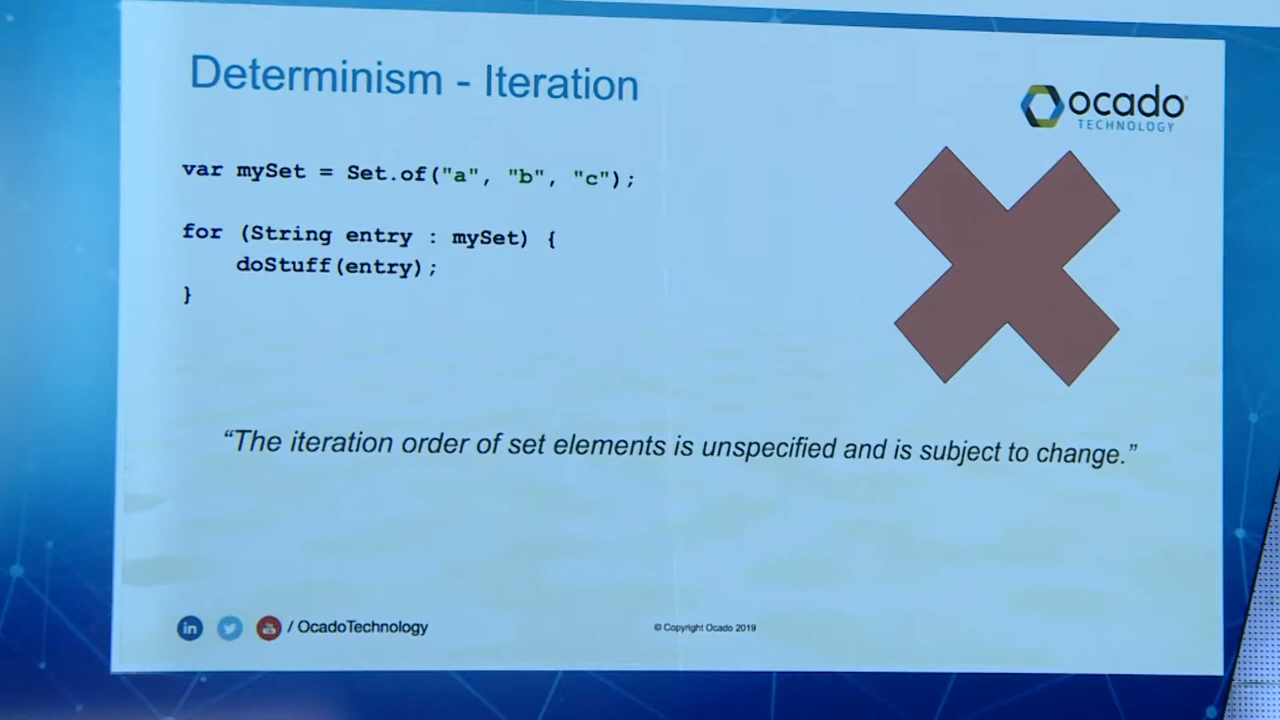 Determinism - Iteration
ocado
TECHNOLOGY
var mySet = Set.of("a", "b", "c");
for (String entry : mySet) {
    doStuff(entry);
}
“The iteration order of set elements is unspecified and is subject to change.”
in
/ OcadoTechnology
© Copyright Ocado 2019